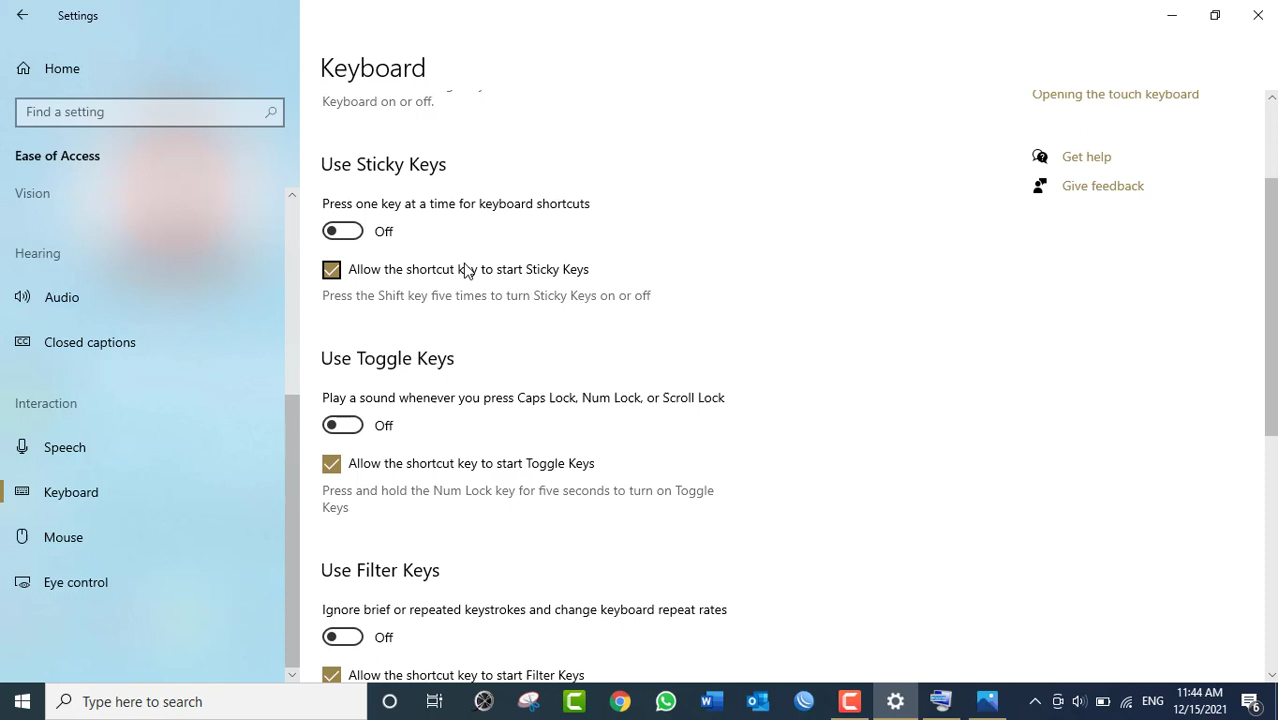 Settings
Home
Find a setting
Ease of Access
Vision
Hearing
Audio
Closed captions
Interaction
Speech
Keyboard
Mouse
Eye control
Keyboard
Keyboard on or off.
Use Sticky Keys
Press one key at a time for keyboard shortcuts
Off
Allow the shortcut key to start Sticky Keys
Press the Shift key five times to turn Sticky Keys on or off
Use Toggle Keys
Play a sound whenever you press Caps Lock, Num Lock, or Scroll Lock
Off
Allow the shortcut key to start Toggle Keys
Press and hold the Num Lock key for five seconds to turn on Toggle
Keys
Use Filter Keys
Ignore brief or repeated keystrokes and change keyboard repeat rates
Off
Allow the shortcut key to start Filter Keys
Opening the touch keyboard
Get help
Give feedback
Type here to search
ENG
11:44 AM
12/15/2021
6